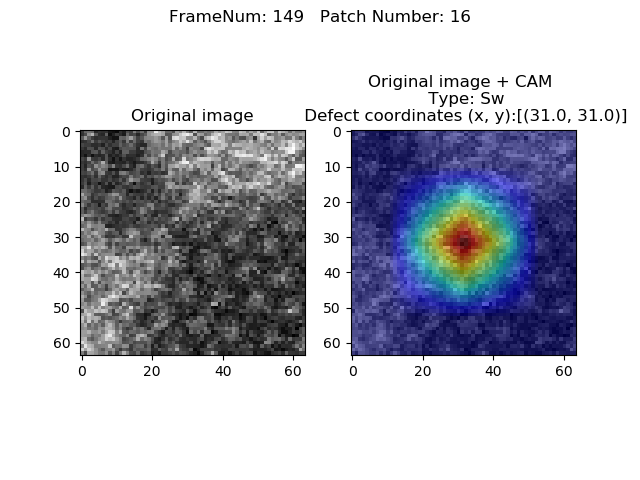 FrameNum: 149   Patch Number: 16
Original image
Original image + CAM
Type: Sw
Defect coordinates (x, y):[(31.0, 31.0)]
0
10
20
30
40
50
60
0 20 40 60
0
10
20
30
40
50
60
0 20 40 60